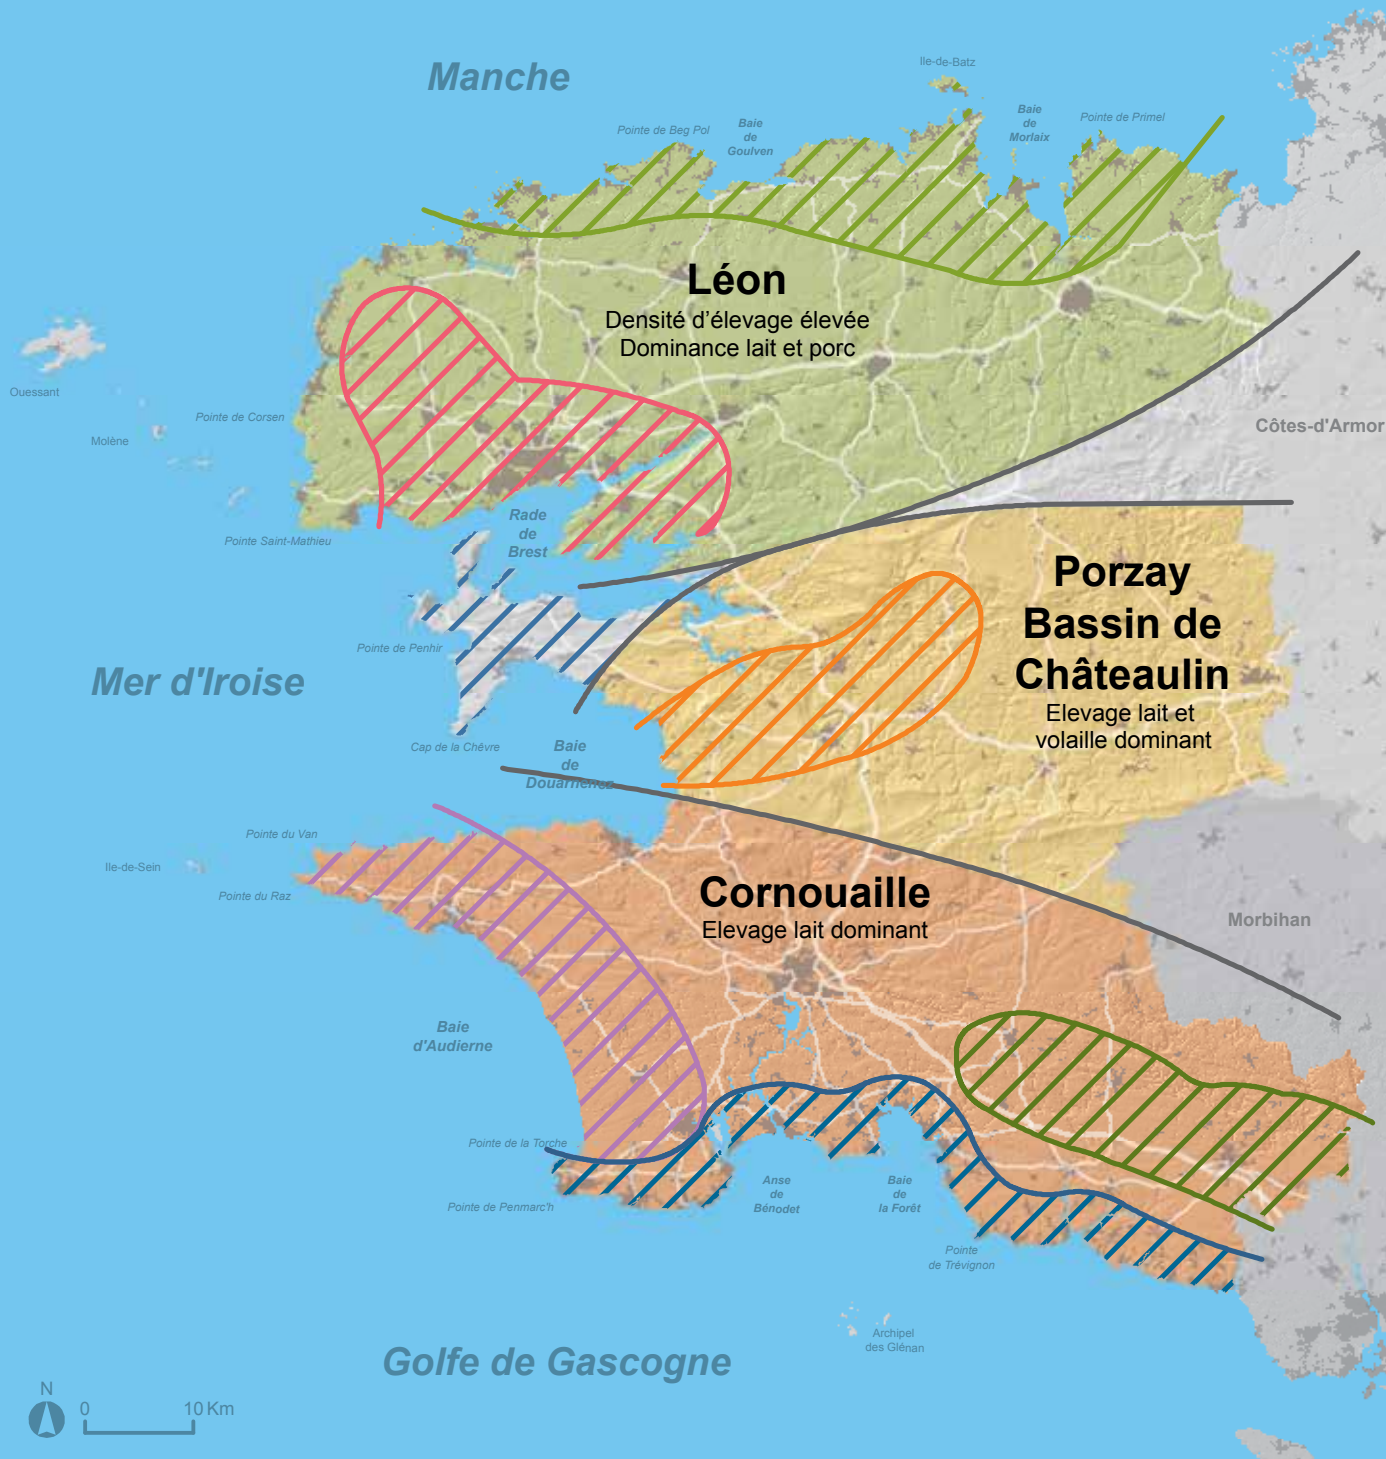 Manche
Ile-de-Batz
Pointe de Beg Pol
Baie
de
Goulven
Baie
de
Morlaix
Pointe de Primel
Léon
Densité d'élevage élevée
Dominance lait et porc
Ouessant
Pointe de Corsen
Molène
Côtes-d'Armor
Pointe Saint-Mathieu
Rade
de
Brest
Porzay
Bassin de
Châteaulin
Elevage lait et
volaille dominant
Pointe de Penhir
Mer d'Iroise
Cap de la Chèvre
Baie
de
Douarnenez
Pointe du Van
Ile-de-Sein
Pointe du Raz
Cornouaille
Elevage lait dominant
Morbihan
Baie
d'Audierne
Pointe de la Torche
Pointe de Penmarc'h
Anse
de
Bénodet
Baie
de
la Forêt
Pointe
de Trévignon
Archipel
des Glénan
Golfe de Gascogne
N
0 10 Km